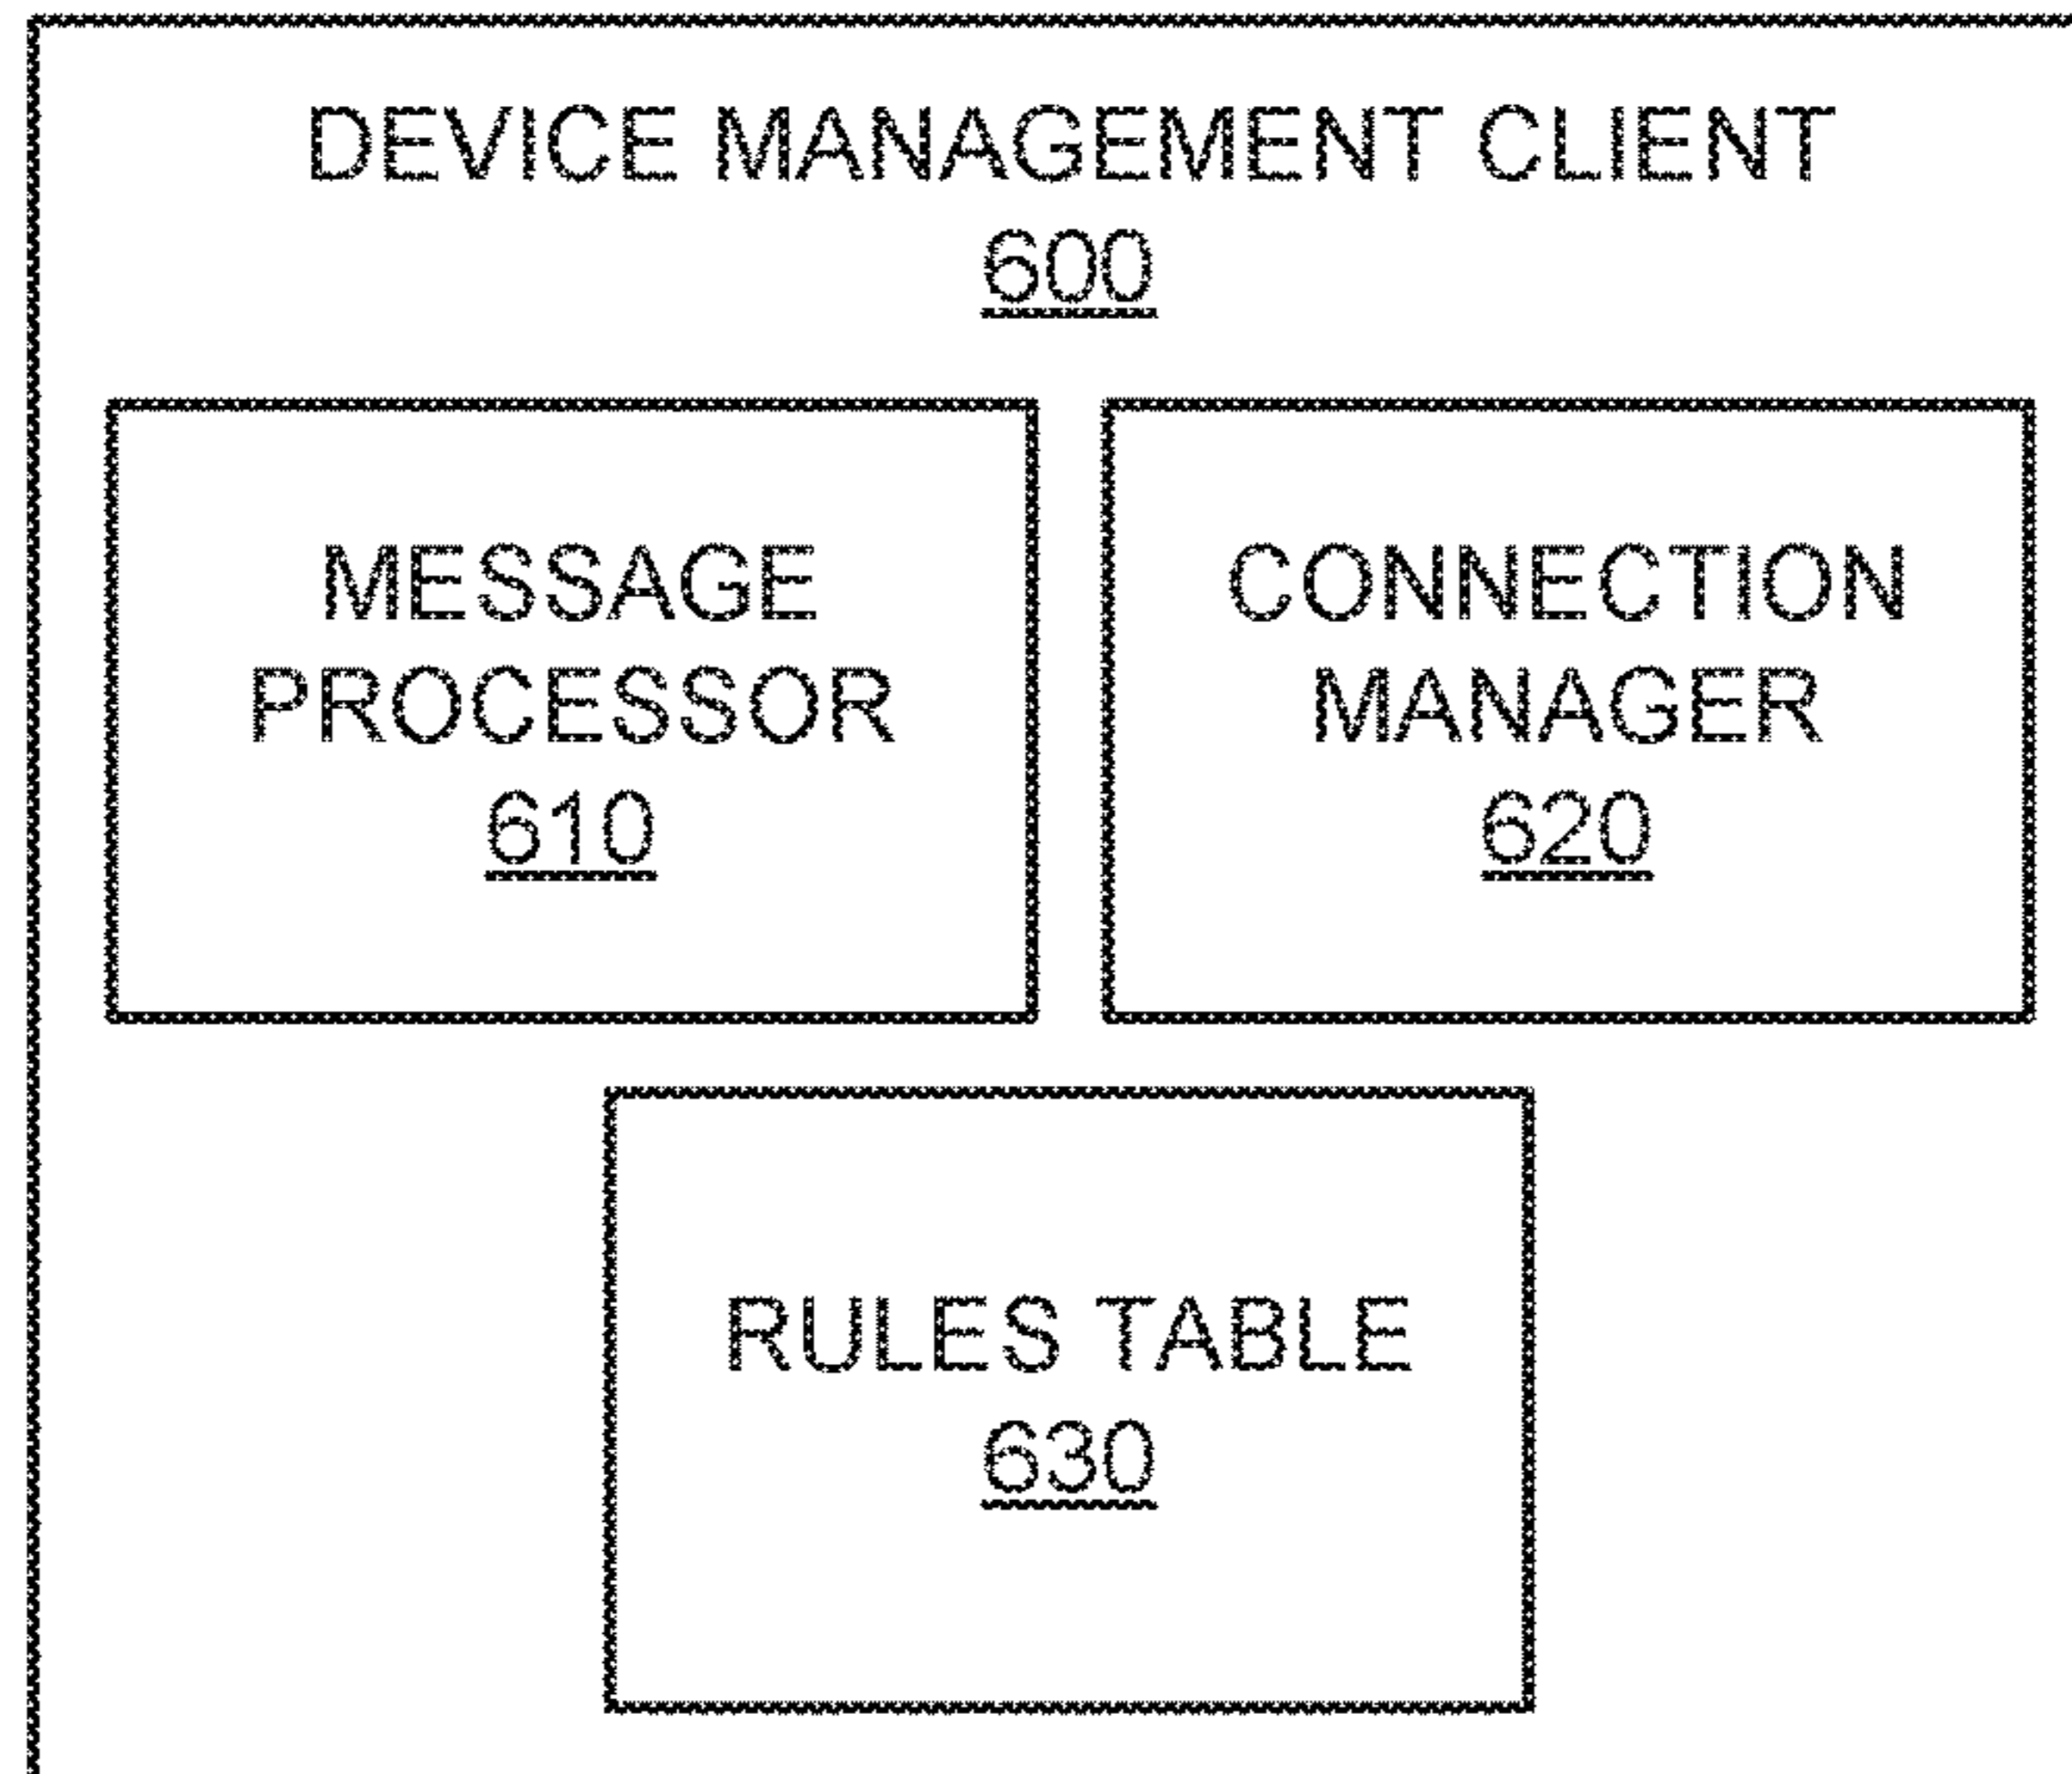 DEVICE MANAGEMENT CLIENT
600
MESSAGE
PROCESSOR
610
CONNECTION
MANAGER
620
RULES TABLE
630